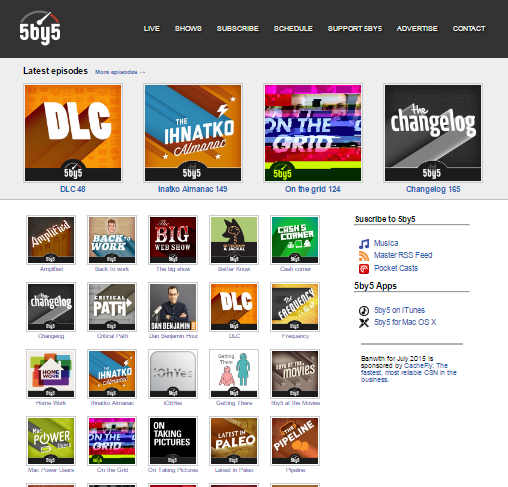 5by5
LIVE SHOWS SUBSCRIBE SCHEDULE SUPPORT 5BY5 ADVERTISE CONTACT
Latest episodes More episodes
DLC
THE IHNATKO Almanac
ON THE GRID
the changelog
5by5 5by5 5by5 5by5
DLC 48 Inatko Almanac 149 On the grid 124 Changelog 165
Amplified
BACK to WORK
The BIG WEB SHOW
CASH'S CORNER
Amplified Back to work The big show Better Know Cash corner
the changelog
CRITICAL PATH
DAN BENJAMIN
DLC
The FREQUENCY
Changelog Critical Path Dan Benjamin Hour DLC Frequency
HOME WORK
THE IHNATKO Almanac
iOhYes
Getting There
5BY5 AT THE MOVIES
Home Work Ihnatko Almanac iOhYes Getting There 5by5 at the Movies
Mac POWER Users
ON THE GRID
ON TAKING PICTURES
LATEST IN PALEO
THE PIPELINE
Mac Power Users On the Grid On Taking Pictures Latest in Paleo Pipeline
Suscribe to 5by5
Musica
Master RSS Feed
Pocket Casts
5by5 Apps
5by5 on ITunes
5by5 for Mac OS X
Banwith for July 2015 is
sponsored by CacheFly: The
fastest, most reliable CSN in the
business.